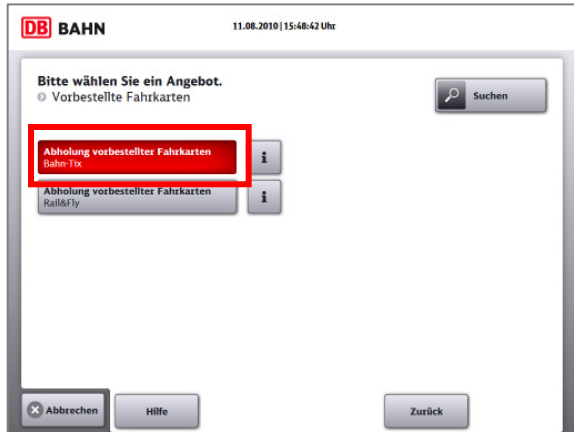 DB BAHN
11.08.2010 | 15:48:42 Uhr
Bitte wählen Sie ein Angebot.
Vorbestellte Fahrkarten
Suchen
Abholung vorbestellter Fahrkarten
Bahn-Tix
i
Abholung vorbestellter Fahrkarten
Rail&Fly
i
Abbrechen
Hilfe
Zurück